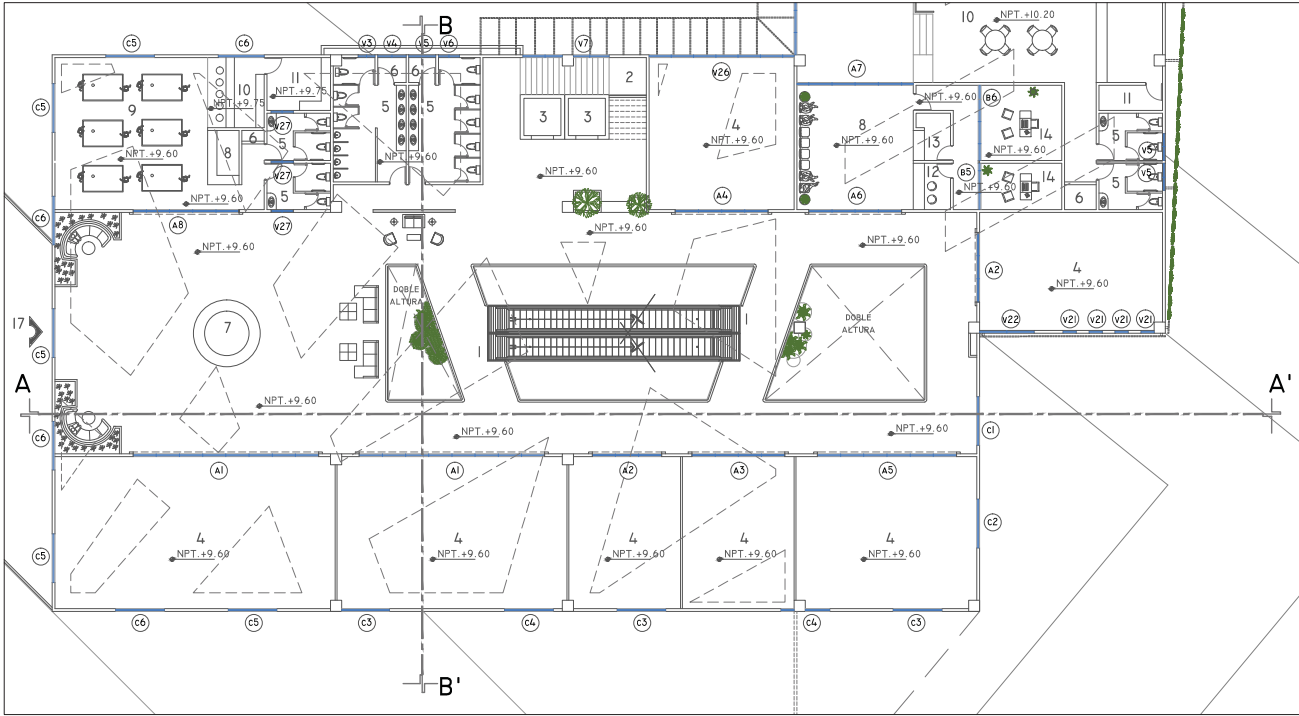 B
10
NPT.+10.20
C5
C6
V3
V4
V5
V6
V7
V26
A7
11
10
9
NPT.+9.75
NPT.+9.75
6
6
2
C5
5
5
3
3
4
NPT.+9.60
8
NPT.+9.60
NPT.+9.60
B6
11
14
13
V27
5
6
8
NPT.+9.60
NPT.+9.60
5
V5
V27
5
NPT.+9.60
NPT.+9.60
12
B5
NPT.+9.60
14
6
5
V5
C6
A8
V27
A4
A6
NPT.+9.60
NPT.+9.60
NPT.+9.60
A2
4
NPT.+9.60
DOBLE
ALTURA
DOBLE
ALTURA
17
7
1
1
V22
V21
V21
V21
V21
C5
A
A'
NPT.+9.60
NPT.+9.60
NPT.+9.60
C6
C1
A1
A1
A2
A3
A5
C2
4
NPT.+9.60
4
NPT.+9.60
4
NPT.+9.60
4
NPT.+9.60
4
NPT.+9.60
C5
C6
C5
C3
C4
C3
C4
C3
B'